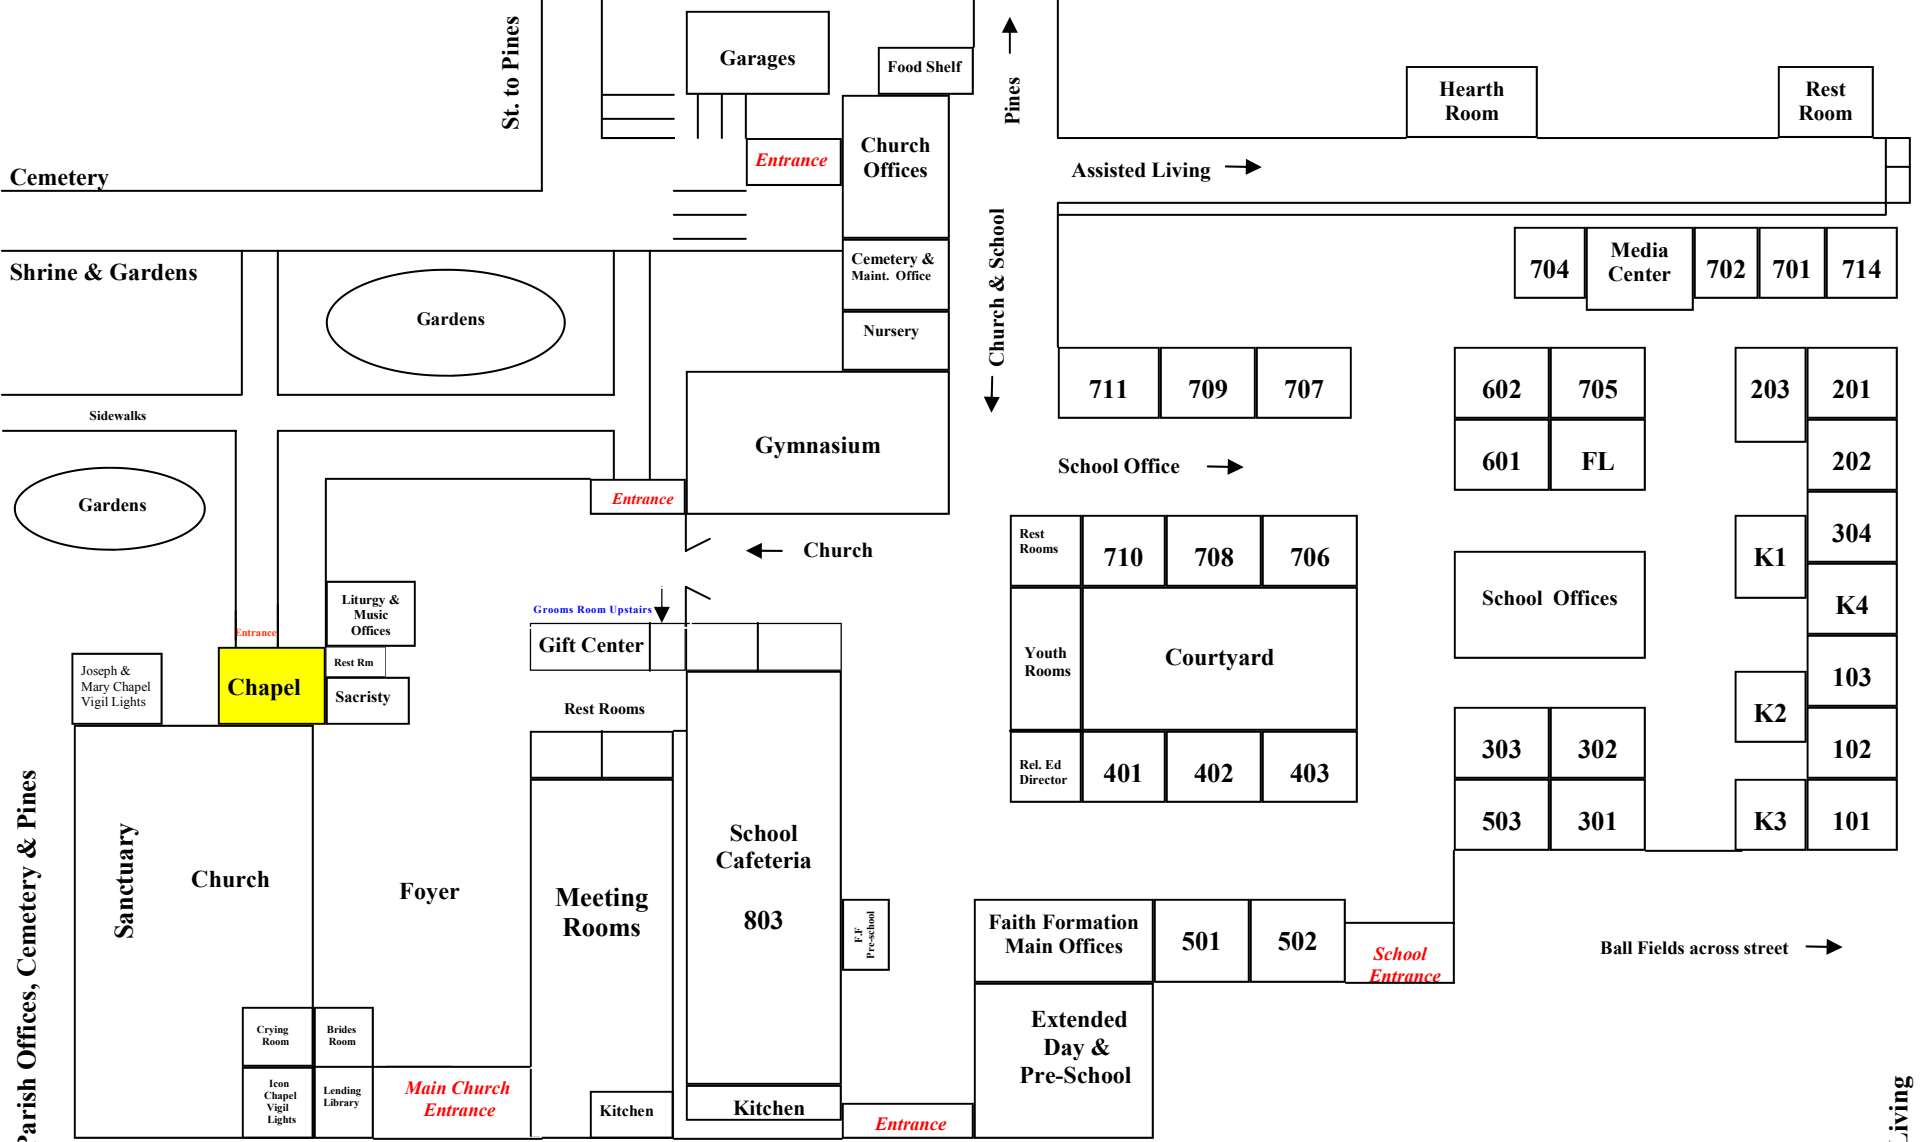 St. to Pines
Garages
Food Shelf
Pines
Hearth
Room
Rest
Room
Entrance
Church
Offices
Assisted Living
Cemetery
Shrine & Gardens
Gardens
Cemetery &
Maint. Office
Nursery
Church & School
704
Media
Center
702
701
714
711
709
707
602
705
203
201
Sidewalks
Gymnasium
School Office
601
FL
202
Gardens
Entrance
Church
Rest
Rooms
710
708
706
K1
304
School Offices
K4
Liturgy &
Music
Offices
Grooms Room Upstairs
Entrance
Gift Center
Youth
Rooms
Courtyard
Joseph &
Mary Chapel
Vigil Lights
Chapel
Rest Rm
Sacristy
Rest Rooms
103
K2
303
302
102
Rel. Ed
Director
401
402
403
503
301
K3
101
Parish Offices, Cemetery & Pines
Sanctuary
Church
Foyer
Meeting
Rooms
School
Cafeteria
803
F.F
Pre-school
Faith Formation
Main Offices
501
502
School
Entrance
Ball Fields across street
Extended
Day &
Pre-School
Crying
Room
Brides
Room
Icon
Chapel
Vigil
Lights
Lending
Library
Main Church
Entrance
Kitchen
Kitchen
Entrance
Living